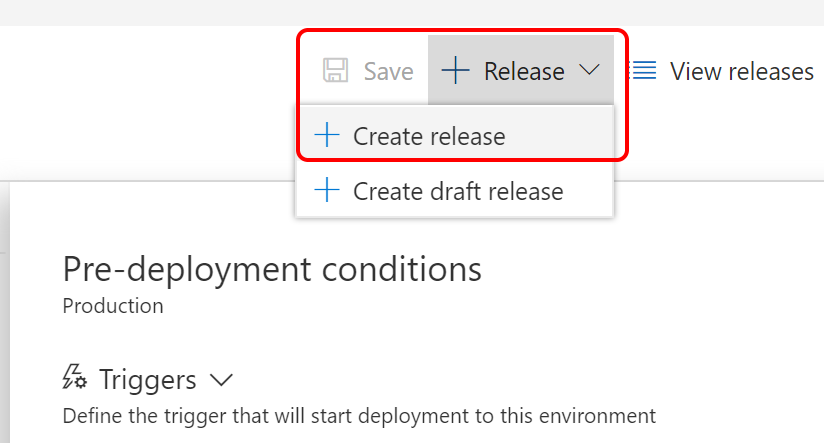 Save + Release View releases
+ Create release
+ Create draft release
Pre-deployment conditions
Production
Triggers
Define the trigger that will start deployment to this environment